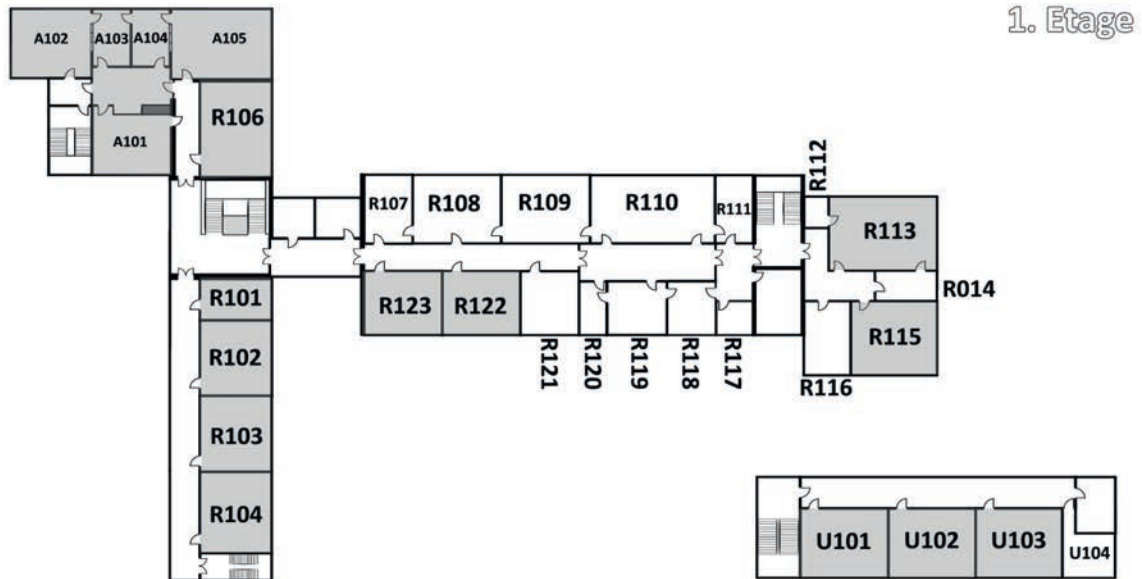 1. Etage
A102
A103
A104
A105
R106
A101
R107
R108
R109
R110
R111
R112
R113
R014
R115
R116
R123
R122
R121
R120
R119
R118
R117
R101
R102
R103
R104
U101
U102
U103
U104